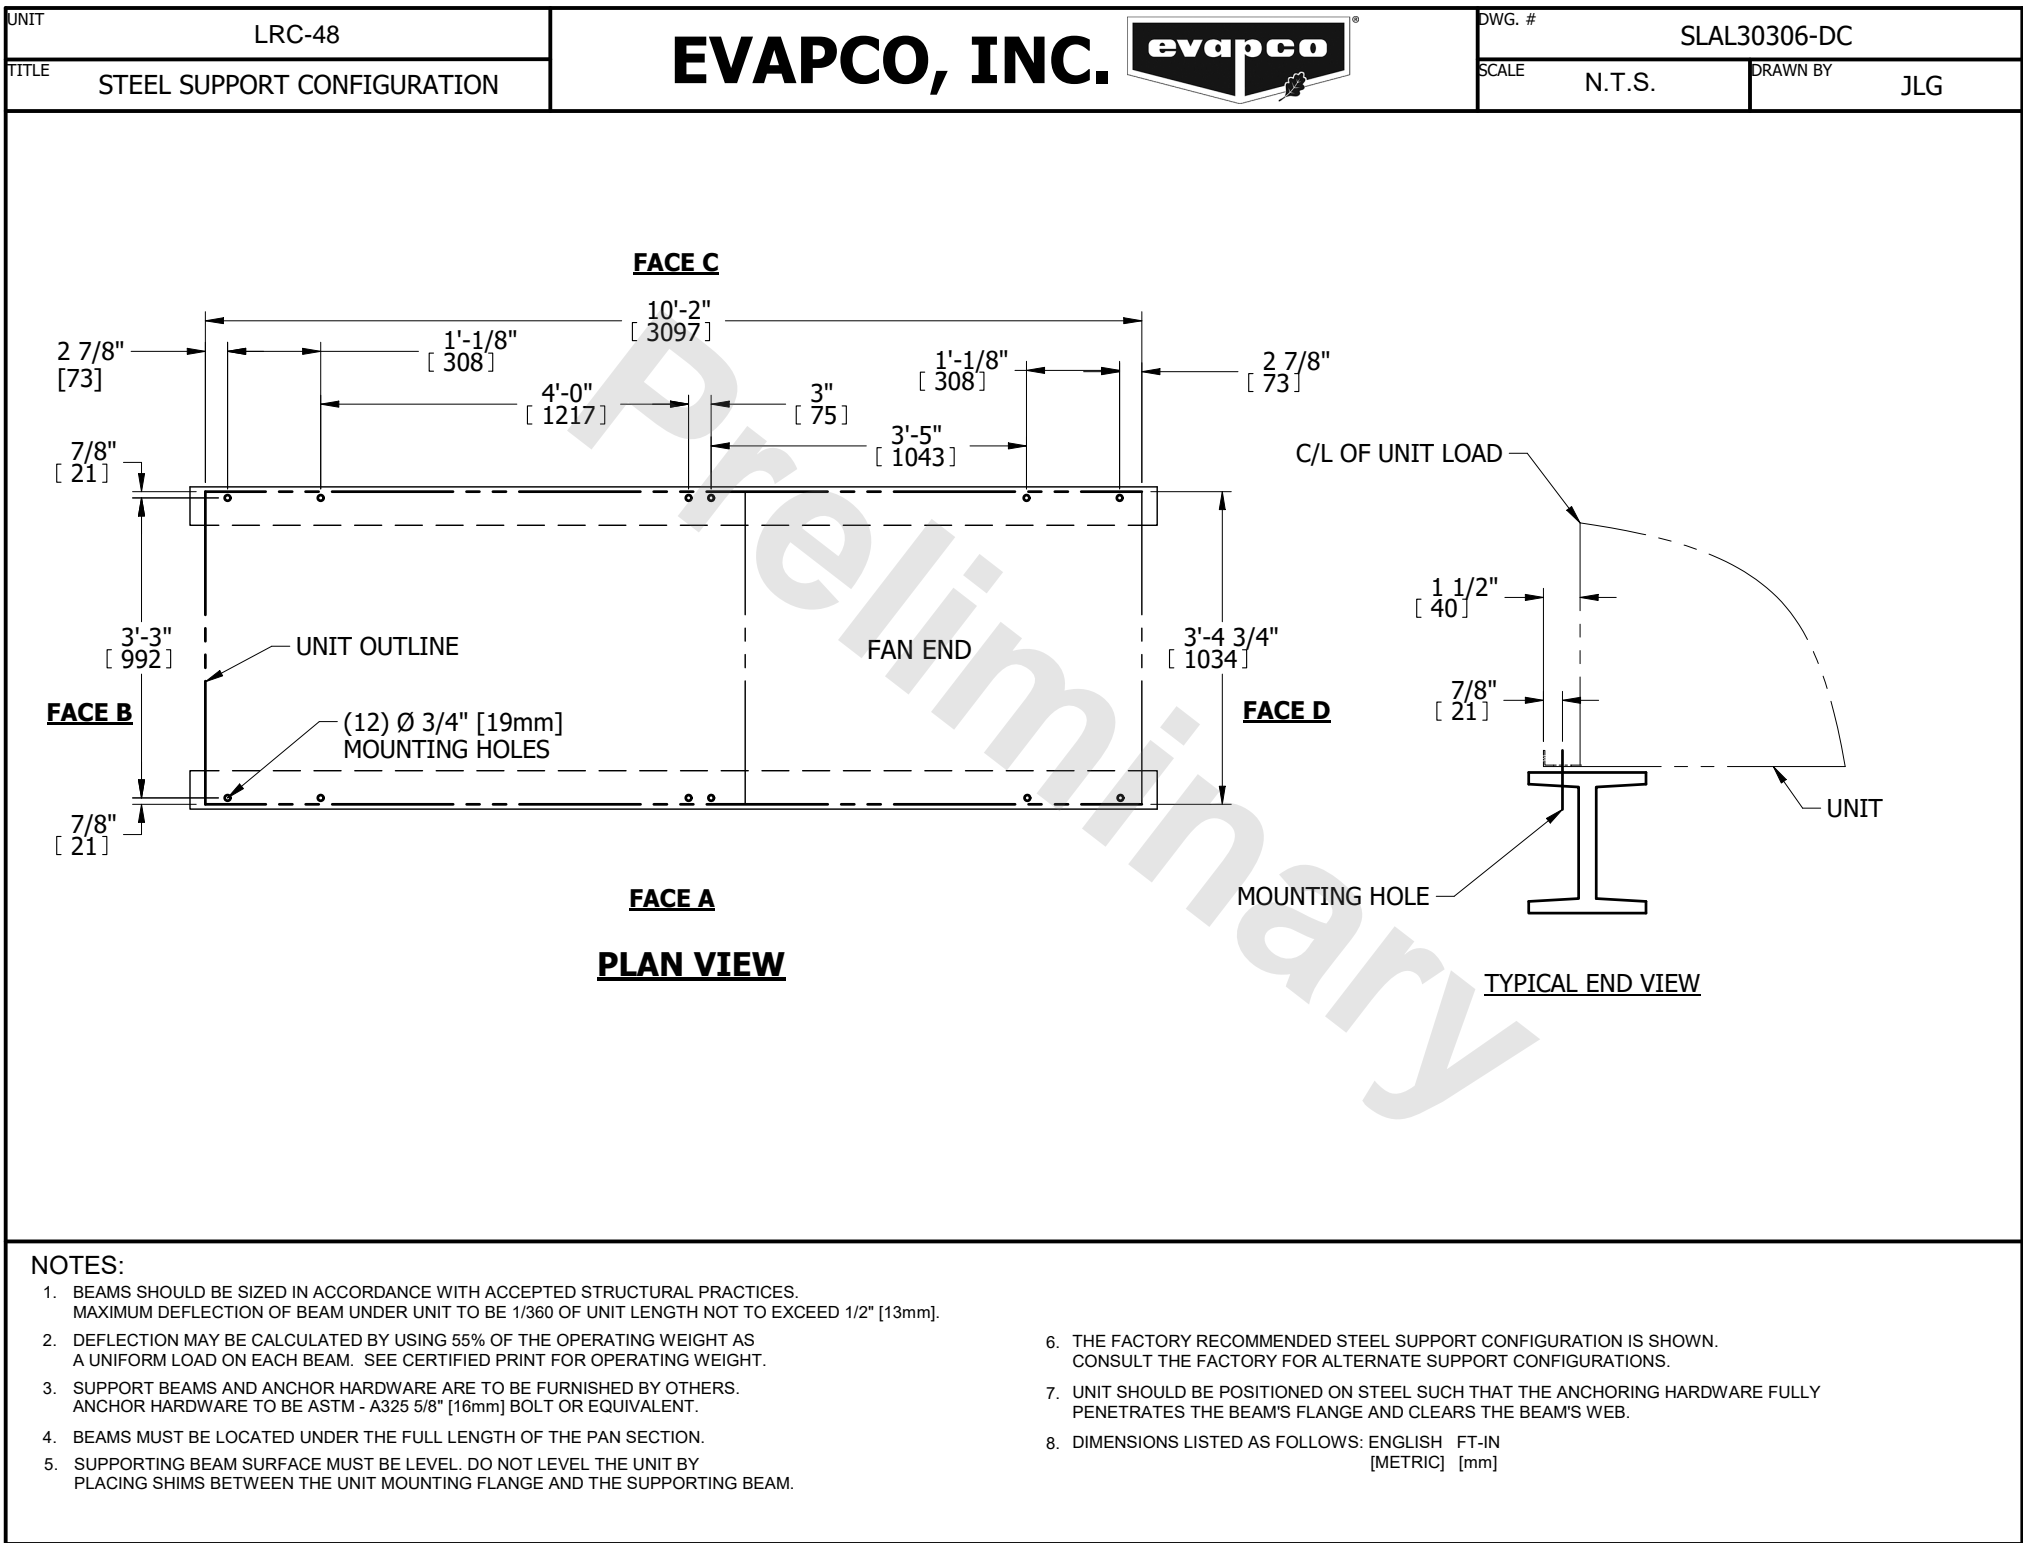 UNIT
LRC-48
TITLE
STEEL SUPPORT CONFIGURATION
EVAPCO, INC.
evapco
®
DWG. #
SLAL30306-DC
SCALE
N.T.S.
DRAWN BY
JLG
FACE C
10'-2"
[ 3097]
2 7/8"
[73]
1'-1/8"
[ 308]
1'-1/8"
[ 308]
2 7/8"
[ 73]
4'-0"
[ 1217]
3"
[ 75]
3'-5"
[ 1043]
7/8"
[ 21]
3'-3"
[ 992]
UNIT OUTLINE
FAN END
3'-4 3/4"
[ 1034]
FACE B
(12) Ø 3/4" [19mm]
MOUNTING HOLES
FACE D
7/8"
[ 21]
FACE A
PLAN VIEW
C/L OF UNIT LOAD
1 1/2"
[ 40]
7/8"
[ 21]
UNIT
MOUNTING HOLE
TYPICAL END VIEW
Preliminary
NOTES:
1. BEAMS SHOULD BE SIZED IN ACCORDANCE WITH ACCEPTED STRUCTURAL PRACTICES.
MAXIMUM DEFLECTION OF BEAM UNDER UNIT TO BE 1/360 OF UNIT LENGTH NOT TO EXCEED 1/2" [13mm].
2. DEFLECTION MAY BE CALCULATED BY USING 55% OF THE OPERATING WEIGHT AS
A UNIFORM LOAD ON EACH BEAM. SEE CERTIFIED PRINT FOR OPERATING WEIGHT.
3. SUPPORT BEAMS AND ANCHOR HARDWARE ARE TO BE FURNISHED BY OTHERS.
ANCHOR HARDWARE TO BE ASTM - A325 5/8" [16mm] BOLT OR EQUIVALENT.
4. BEAMS MUST BE LOCATED UNDER THE FULL LENGTH OF THE PAN SECTION.
5. SUPPORTING BEAM SURFACE MUST BE LEVEL. DO NOT LEVEL THE UNIT BY
PLACING SHIMS BETWEEN THE UNIT MOUNTING FLANGE AND THE SUPPORTING BEAM.
6. THE FACTORY RECOMMENDED STEEL SUPPORT CONFIGURATION IS SHOWN.
CONSULT THE FACTORY FOR ALTERNATE SUPPORT CONFIGURATIONS.
7. UNIT SHOULD BE POSITIONED ON STEEL SUCH THAT THE ANCHORING HARDWARE FULLY
PENETRATES THE BEAM'S FLANGE AND CLEARS THE BEAM'S WEB.
8. DIMENSIONS LISTED AS FOLLOWS: ENGLISH FT-IN
[METRIC] [mm]